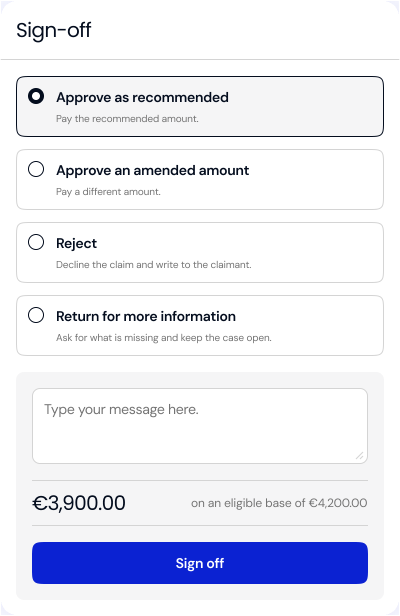 Sign-off
Approve as recommended
Pay the recommended amount.
Approve an amended amount
Pay a different amount.
Reject
Decline the claim and write to the claimant.
Return for more information
Ask for what is missing and keep the case open.
Type your message here.
€3,900.00 on an eligible base of €4,200.00
Sign off